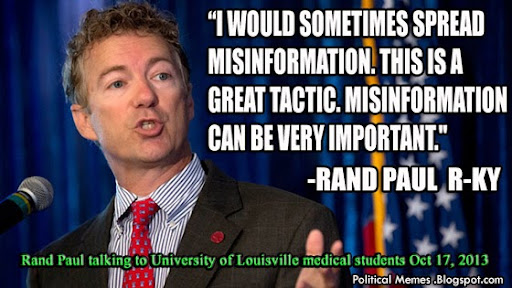 “I WOULD SOMETIMES SPREAD
MISINFORMATION. THIS IS A
GREAT TACTIC. MISINFORMATION
CAN BE VERY IMPORTANT."
-RAND PAUL R-KY
Rand Paul talking to University of Louisville medical students Oct 17, 2013
Political Memes .Blogspot.com